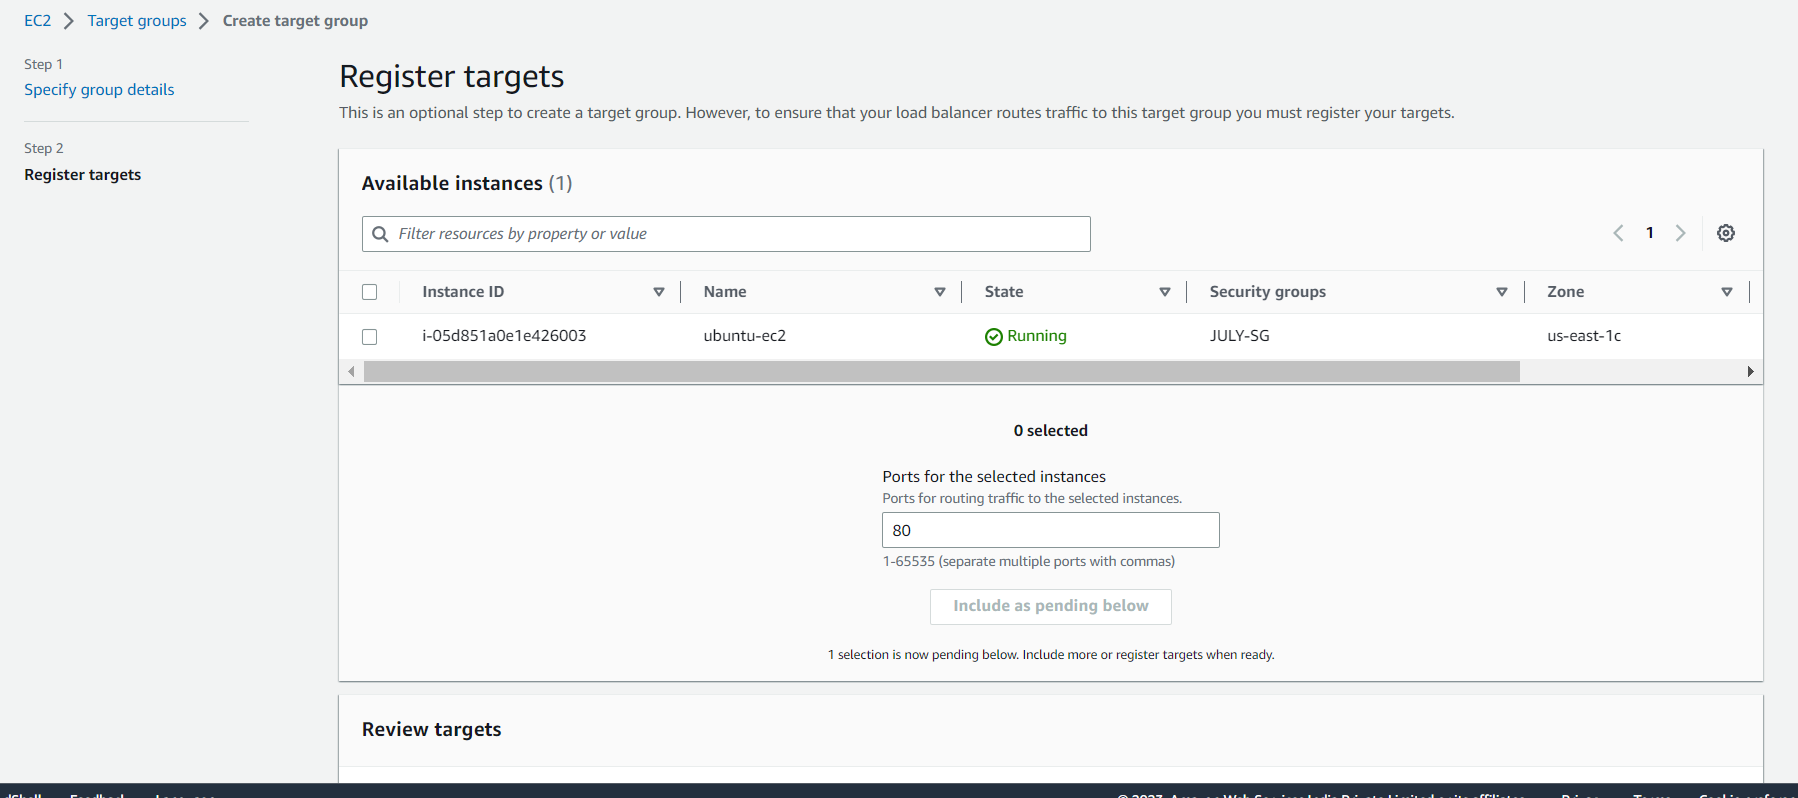 EC2 Target groups Create target group
Step 1
Specify group details
Step 2
Register targets
Register targets
This is an optional step to create a target group. However, to ensure that your load balancer routes traffic to this target group you must register your targets.
Available instances (1)
Filter resources by property or value
1
Instance ID Name State Security groups Zone
i-05d851a0e1e426003 ubuntu-ec2 Running JULY-SG us-east-1c
0 selected
Ports for the selected instances
Ports for routing traffic to the selected instances.
80
1-65535 (separate multiple ports with commas)
Include as pending below
1 selection is now pending below. Include more or register targets when ready.
Review targets